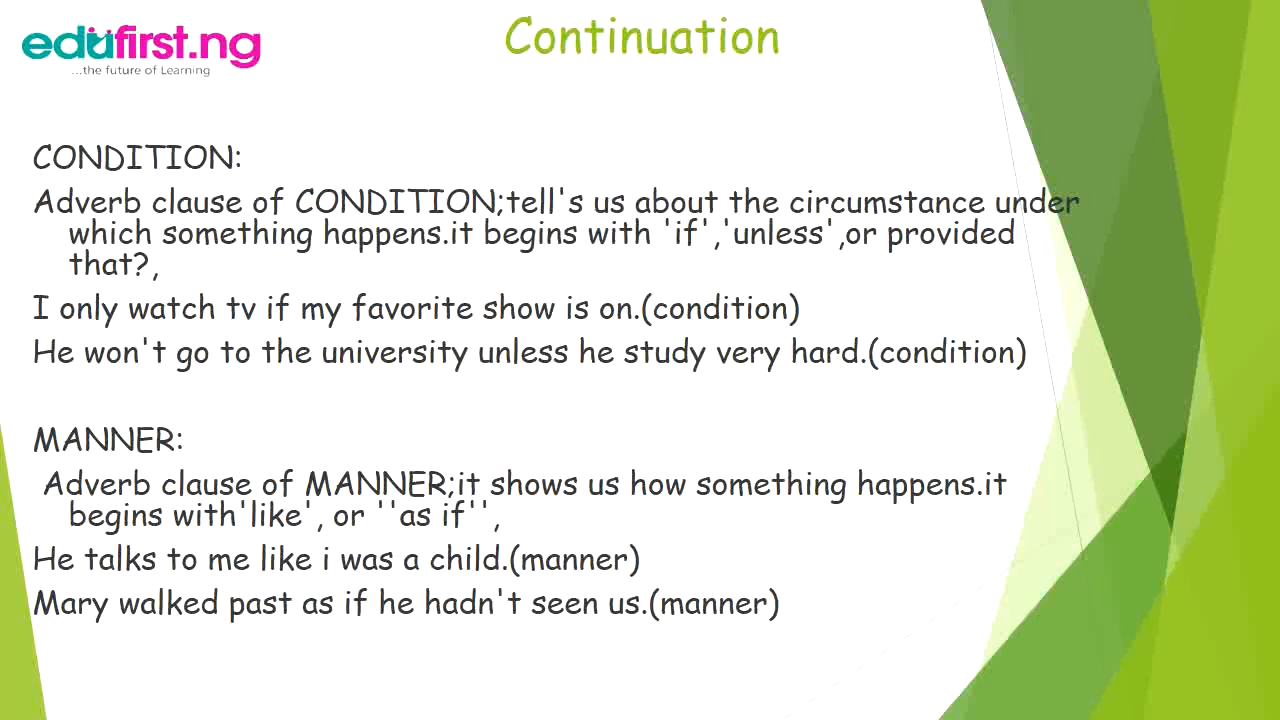 edufirst.ng
...the future of Learning
Continuation
CONDITION:
Adverb clause of CONDITION;tell's us about the circumstance under
which something happens.it begins with 'if','unless',or provided
that?,
I only watch tv if my favorite show is on.(condition)
He won't go to the university unless he study very hard.(condition)
MANNER:
Adverb clause of MANNER;it shows us how something happens.it
begins with'like', or ''as if'',
He talks to me like i was a child.(manner)
Mary walked past as if he hadn't seen us.(manner)